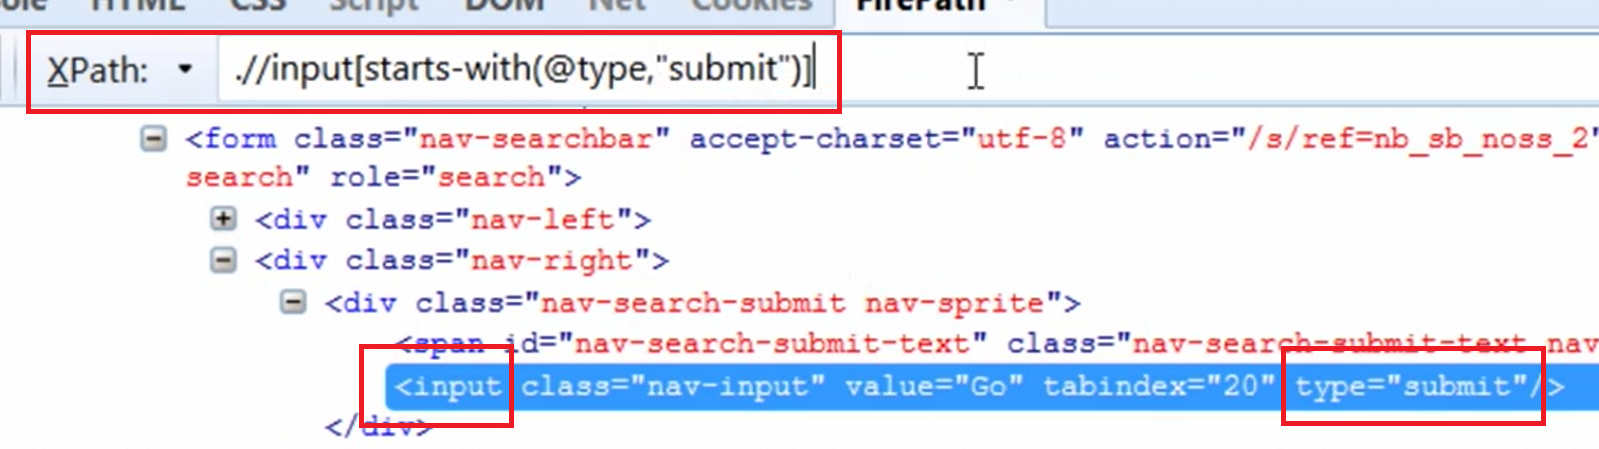 HTML CSS Script DOM Net Cookies FirePath
XPath: .//input[starts-with(@type,"submit")]
<form class="nav-searchbar" accept-charset="utf-8" action="/s/ref=nb_sb_noss_2"
search" role="search">
<div class="nav-left">
<div class="nav-right">
<div class="nav-search-submit nav-sprite">
<span id="nav-search-submit-text" class="nav-search-submit-text nav
<input class="nav-input" value="Go" tabindex="20" type="submit"/>
</div>